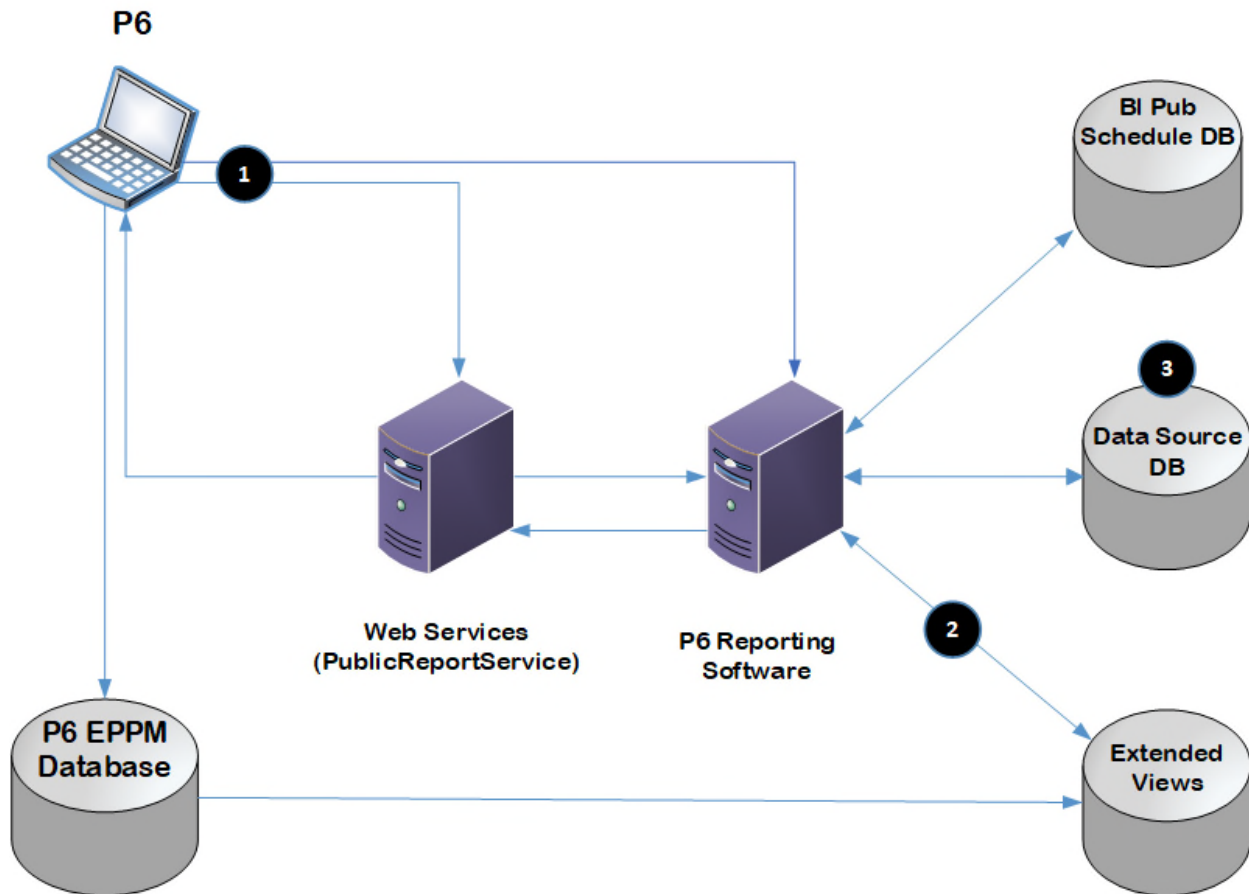 P6
1
BI Pub
Schedule DB
3
Data Source
DB
Web Services
(PublicReportService)
P6 Reporting
Software
2
P6 EPPM
Database
Extended
Views